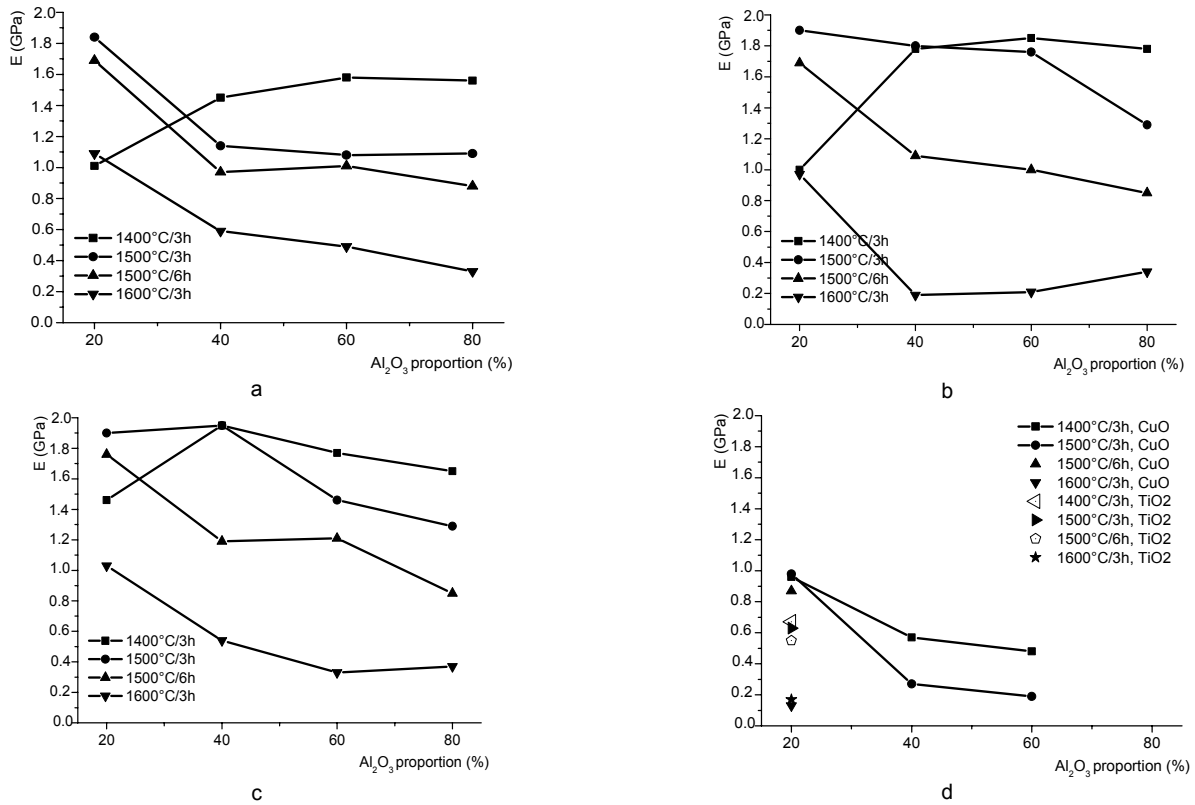 E (GPa)
2.0
1.8
1.6
1.4
1.2
1.0
0.8
0.6
0.4
0.2
0.0
1400°C/3h
1500°C/3h
1500°C/6h
1600°C/3h
20 40 60 80
Al₂O₃ proportion (%)
a
E (GPa)
2.0
1.8
1.6
1.4
1.2
1.0
0.8
0.6
0.4
0.2
0.0
1400°C/3h
1500°C/3h
1500°C/6h
1600°C/3h
20 40 60 80
Al₂O₃ proportion (%)
b
E (GPa)
2.0
1.8
1.6
1.4
1.2
1.0
0.8
0.6
0.4
0.2
0.0
1400°C/3h
1500°C/3h
1500°C/6h
1600°C/3h
20 40 60 80
Al₂O₃ proportion (%)
c
E (GPa)
2.0
1.8
1.6
1.4
1.2
1.0
0.8
0.6
0.4
0.2
0.0
1400°C/3h, CuO
1500°C/3h, CuO
1500°C/6h, CuO
1600°C/3h, CuO
1400°C/3h, TiO2
1500°C/3h, TiO2
1500°C/6h, TiO2
1600°C/3h, TiO2
20 40 60 80
Al₂O₃ proportion (%)
d